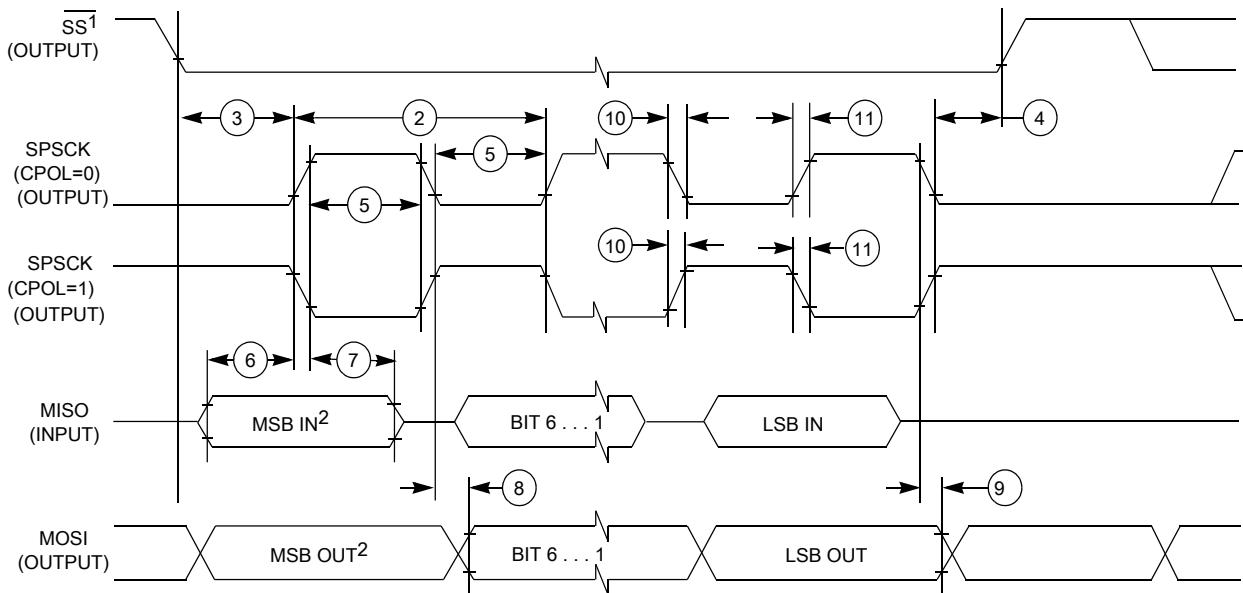 SS1
(OUTPUT)
3
2
10
11
4
SPSCK
(CPOL=0)
(OUTPUT)
5
5
SPSCK
(CPOL=1)
(OUTPUT)
10
11
6
7
MISO
(INPUT)
MSB IN2
BIT 6 . . . 1
LSB IN
8
9
MOSI
(OUTPUT)
MSB OUT2
BIT 6 . . . 1
LSB OUT